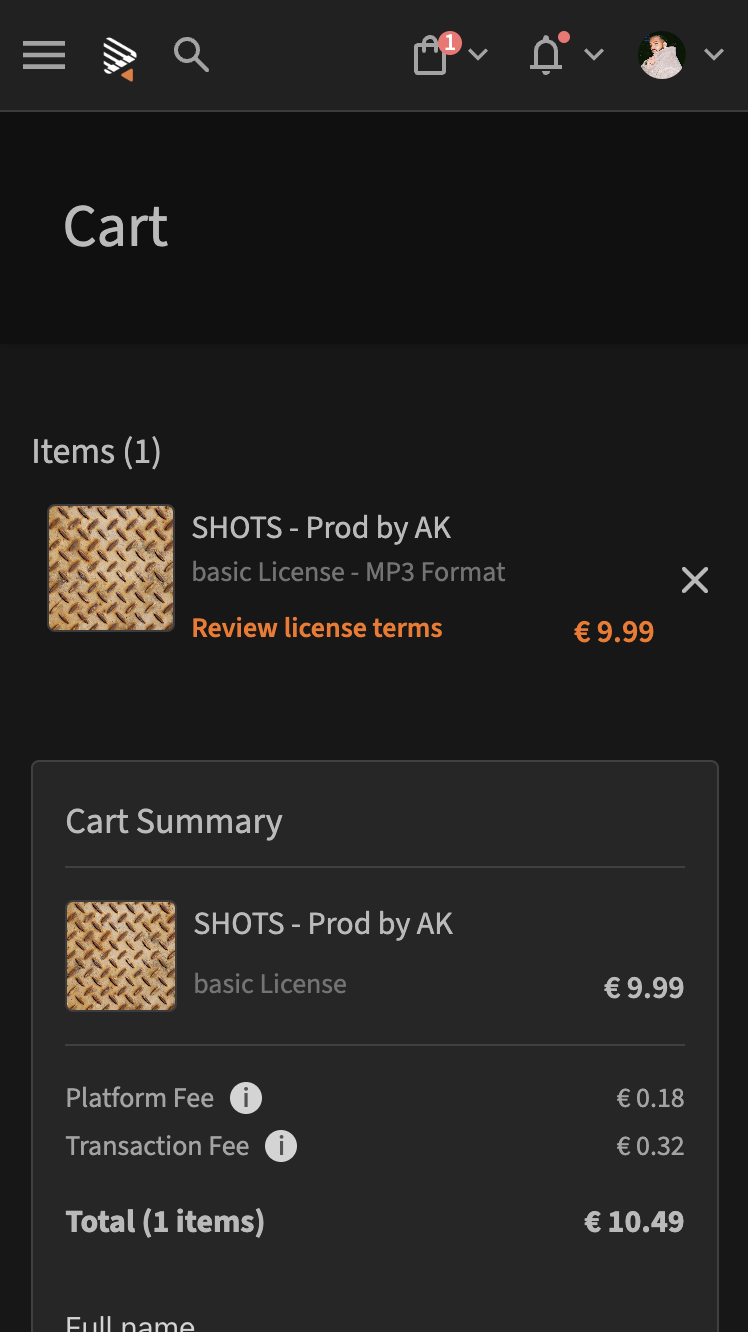 1
Cart
Items (1)
SHOTS - Prod by AK
basic License - MP3 Format
Review license terms
€ 9.99
Cart Summary
SHOTS - Prod by AK
basic License
€ 9.99
Platform Fee i
€ 0.18
Transaction Fee i
€ 0.32
Total (1 items)
€ 10.49
Full name